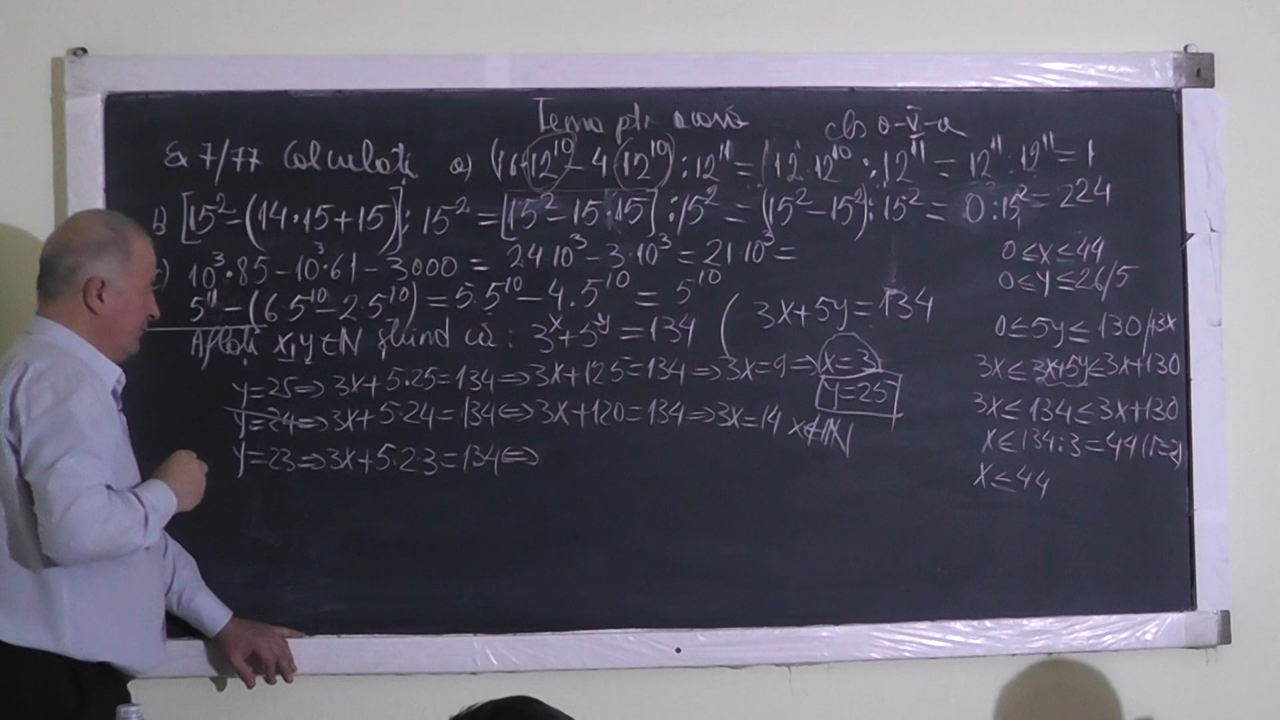 Tema ptr. acasă cls a-V-a
Ex 7/77 Calculați a) (16·12¹⁰ - 4·12¹⁰) : 12¹¹ = (12·12¹⁰ : 12¹¹ = 12¹¹ : 12¹¹ = 1
b) [15² - (14·15+15)] : 15² = [15² - 15·15] : 15² = (15² - 15²) : 15² = 0 : 15² = 224
c) 10³·85 - 10³·61 - 3000 = 24·10³ - 3·10³ = 21·10³ =
5¹¹ - (6·5¹⁰ - 2·5¹⁰) = 5·5¹⁰ - 4·5¹⁰ = 5¹⁰
Aflați x,y ∈ N știind că : 3ˣ + 5ʸ = 134 ( 3x+5y=134
y=25 ⇒ 3x+5·25=134 ⇒ 3x+125=134 ⇒ 3x=9 ⇒ x=3
y=25
y=24 ⇒ 3x+5·24=134 ⇔ 3x+120=134 ⇒ 3x=14 x∉N
y=23 ⇒ 3x+5·23=134 ⇔
0≤x≤44
0≤y≤26/5
0≤5y≤130/+3x
3x≤3x+5y≤3x+130
3x≤134≤3x+130
x≤134:3=44(r=2)
x≤44